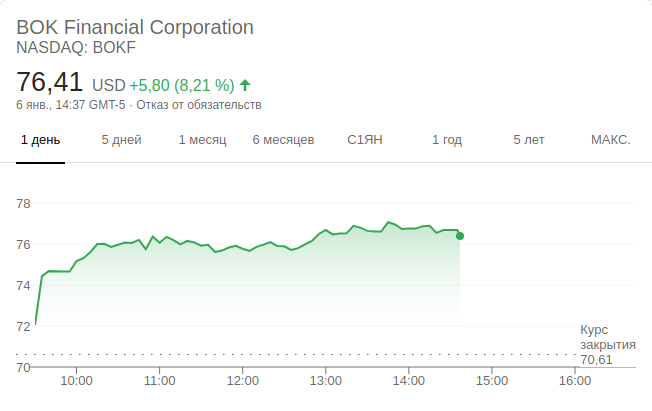 BOK Financial Corporation
NASDAQ: BOKF
76,41 USD +5,80 (8,21 %)
6 янв., 14:37 GMT-5 · Отказ от обязательств
1 день 5 дней 1 месяц 6 месяцев С1ЯН 1 год 5 лет МАКС.
78
76
74
72
70
Курс
закрытия
70,61
10:00 11:00 12:00 13:00 14:00 15:00 16:00